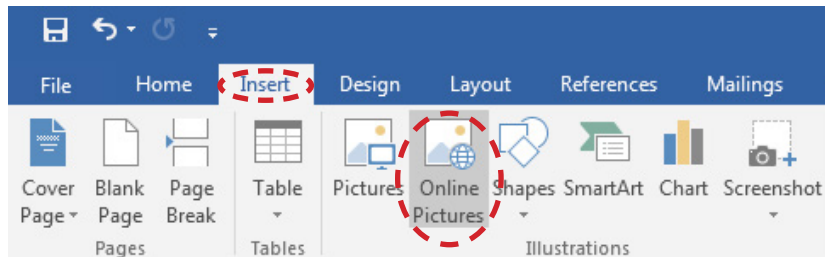 File Home Insert Design Layout References Mailings
Cover Blank Page Table Pictures Online Shapes SmartArt Chart Screenshot
Page Page Break Pictures
Pages Tables Illustrations